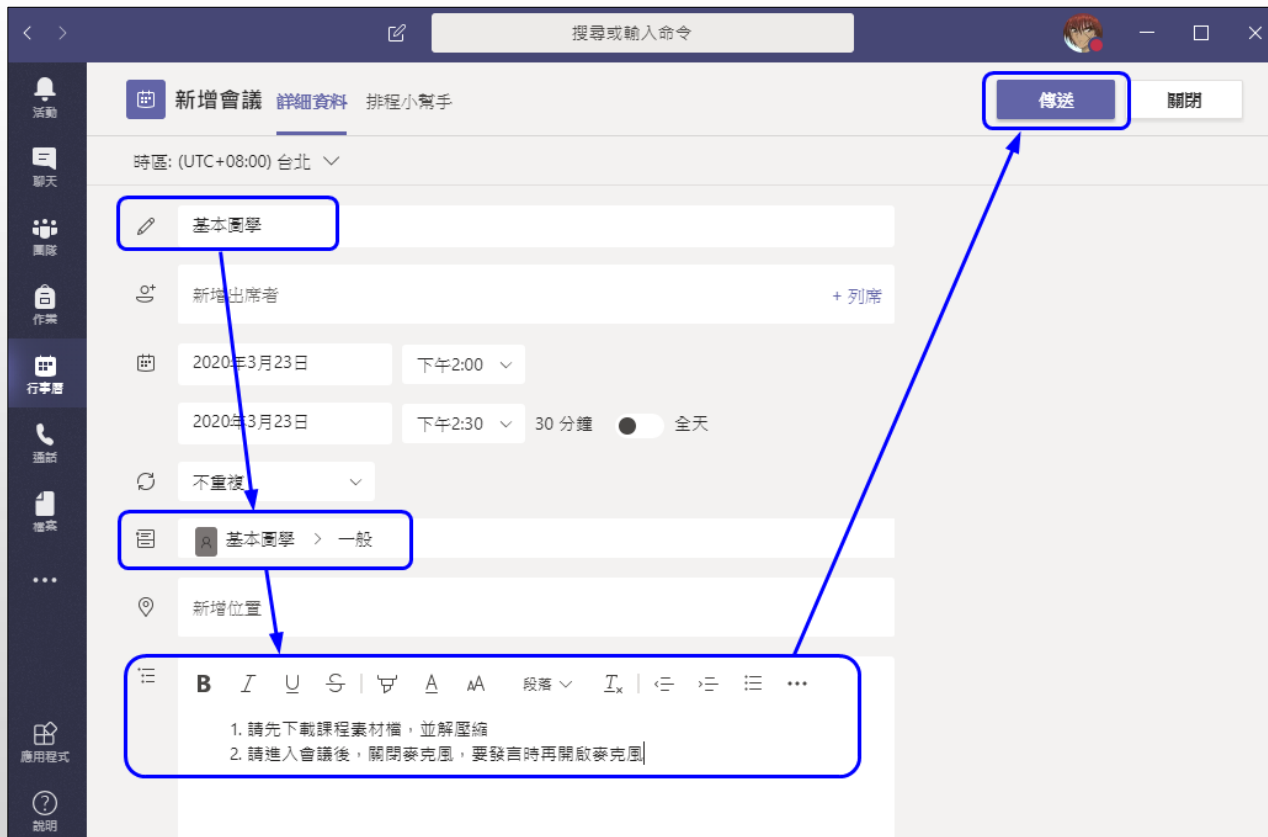 搜尋或輸入命令
活動
聊天
團隊
作業
行事曆
通話
檔案
應用程式
說明
新增會議 詳細資料 排程小幫手
傳送 關閉
時區: (UTC+08:00) 台北
基本圖學
新增出席者 + 列席
2020年3月23日 下午2:00
2020年3月23日 下午2:30 30 分鐘 全天
不重複
基本圖學 > 一般
新增位置
B I U S A AA 段落
1. 請先下載課程素材檔，並解壓縮
2. 請進入會議後，關閉麥克風，要發言時再開啟麥克風